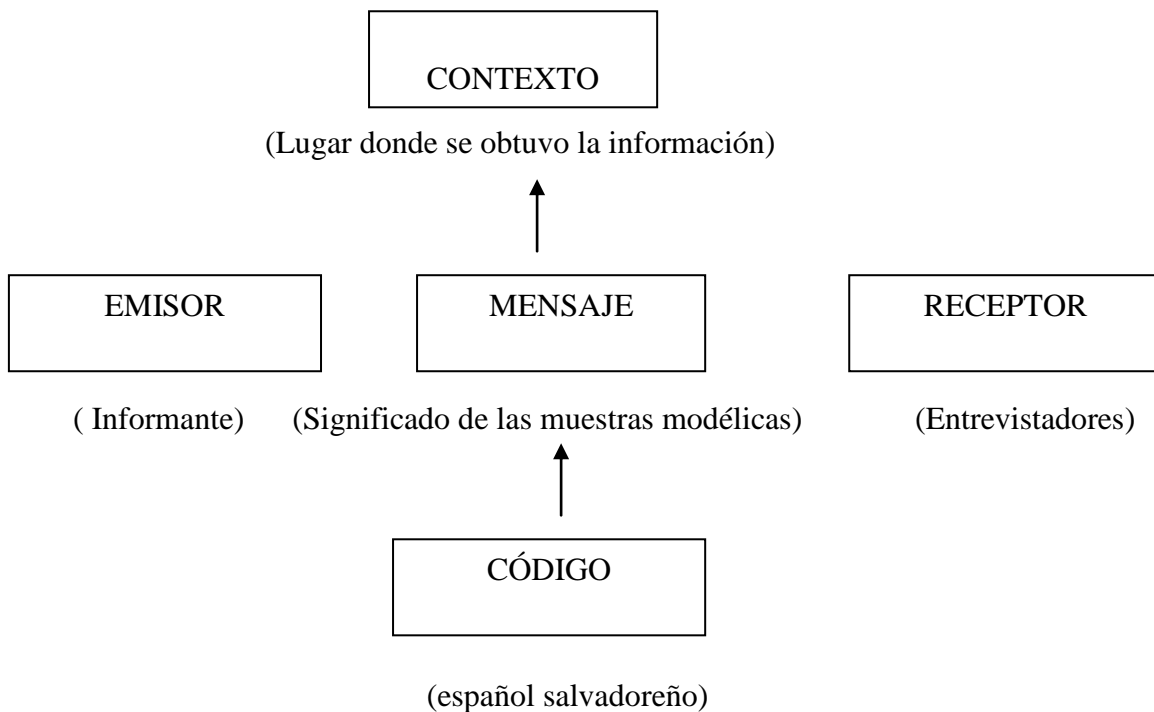 CONTEXTO
(Lugar donde se obtuvo la información)
EMISOR
MENSAJE
RECEPTOR
( Informante)
(Significado de las muestras modélicas)
(Entrevistadores)
CÓDIGO
(español salvadoreño)